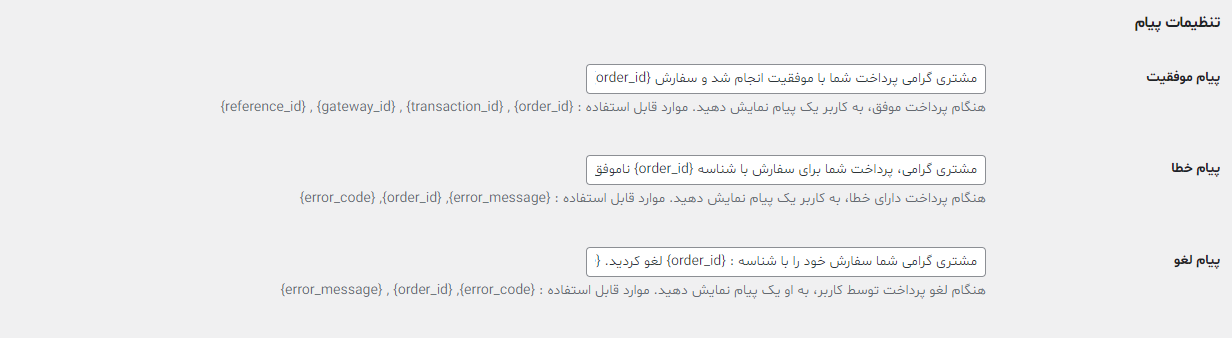 تنظیمات پیام
پیام موفقیت
مشتری گرامی پرداخت شما با موفقیت انجام شد و سفارش {order_id
هنگام پرداخت موفق، به کاربر یک پیام نمایش دهید. موارد قابل استفاده : {order_id} , {transaction_id} , {gateway_id} , {reference_id}
پیام خطا
مشتری گرامی، پرداخت شما برای سفارش با شناسه {order_id} ناموفق
هنگام پرداخت دارای خطا، به کاربر یک پیام نمایش دهید. موارد قابل استفاده : {error_message}, {order_id}, {error_code}
پیام لغو
مشتری گرامی شما سفارش خود را با شناسه : {order_id} لغو کردید. {
هنگام لغو پرداخت توسط کاربر، به او یک پیام نمایش دهید. موارد قابل استفاده : {error_code}, {order_id} , {error_message}